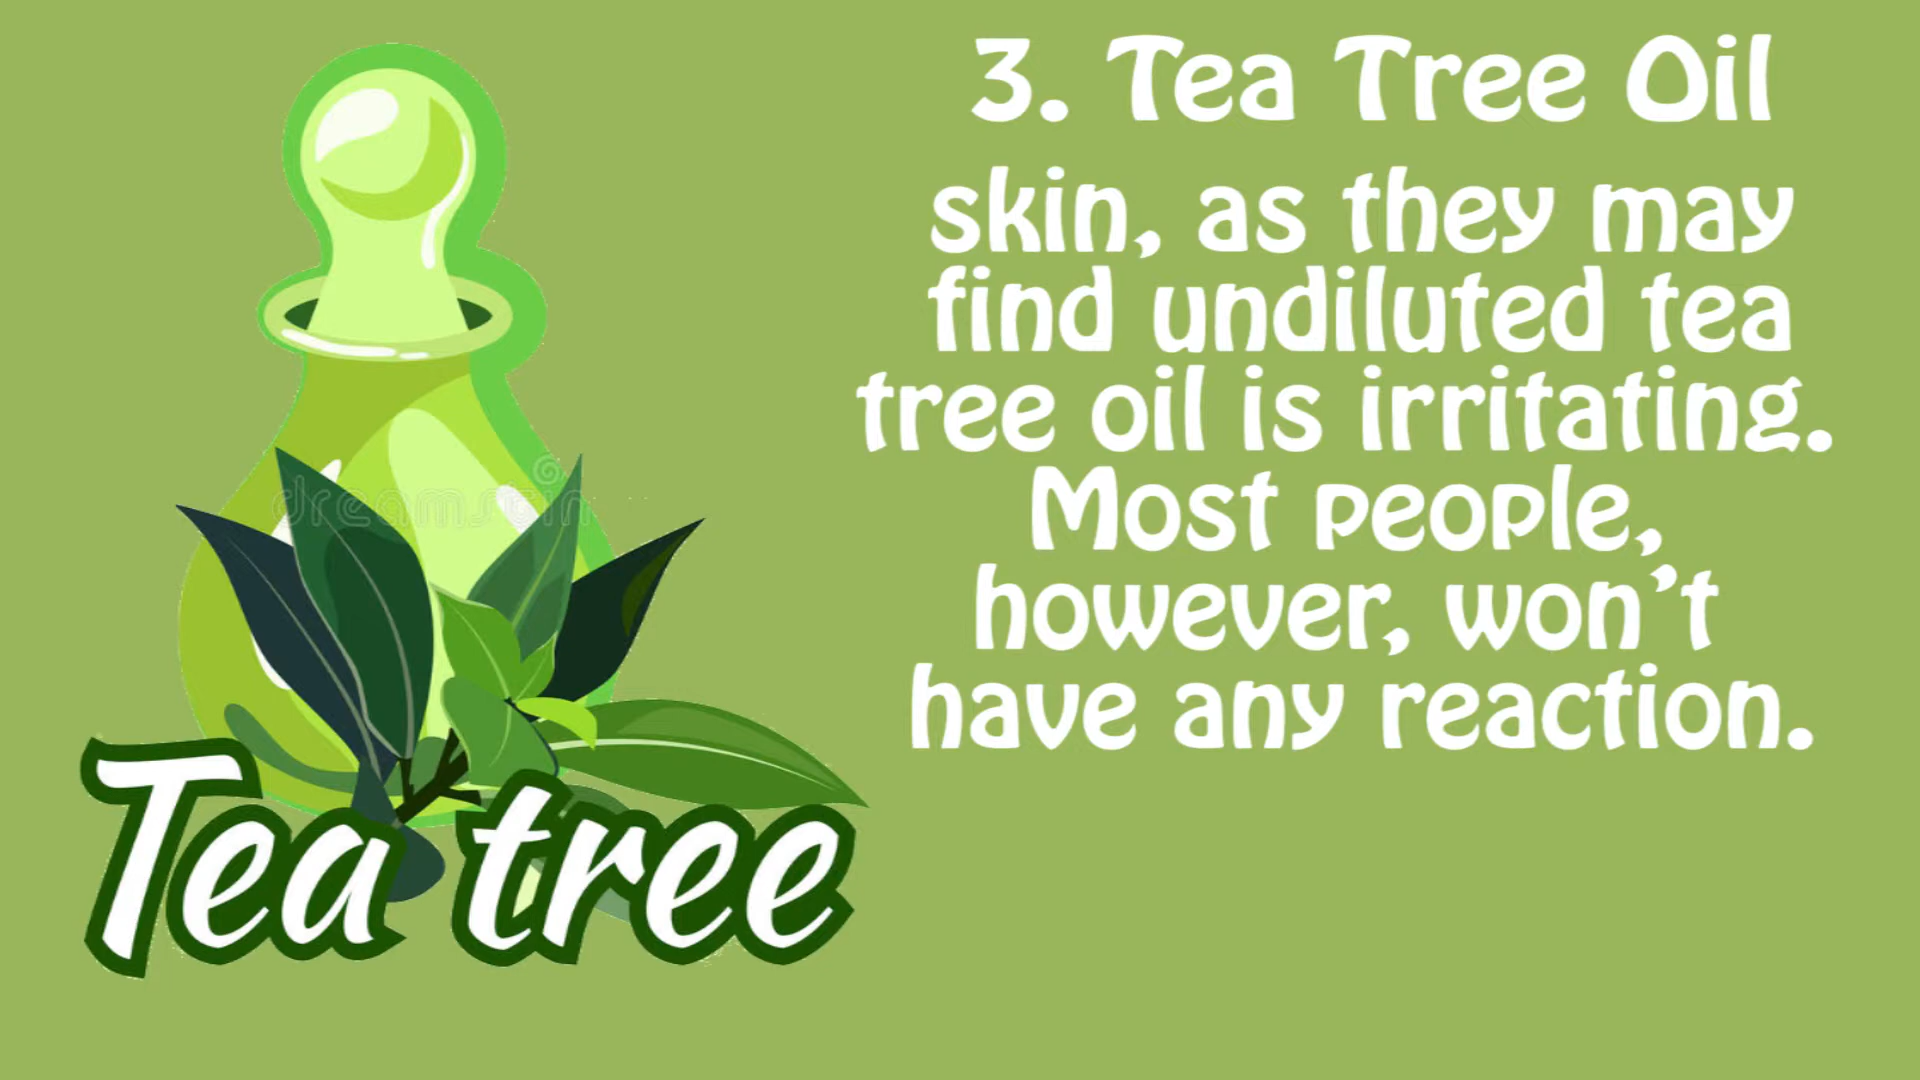 3. Tea Tree Oil
skin, as they may
find undiluted tea
tree oil is irritating.
Most people,
however, won't
have any reaction.
dreamstime
Tea tree